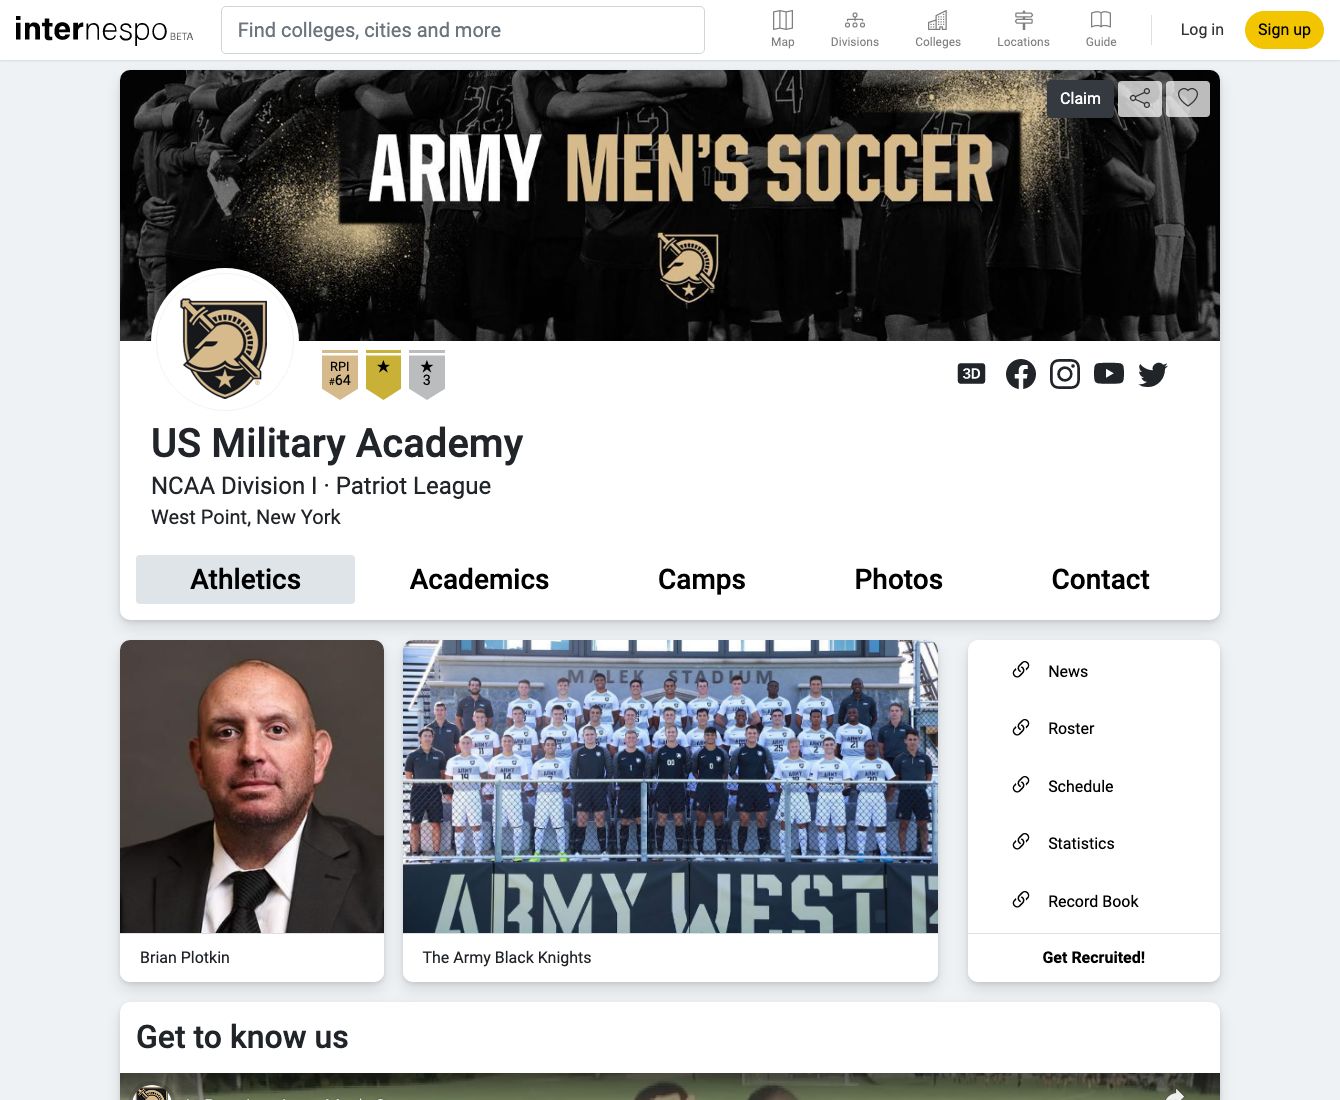 internespo BETA
Find colleges, cities and more
Map
Divisions
Colleges
Locations
Guide
Log in
Sign up
Claim
ARMY MEN'S SOCCER
RPI
#64
3
3D
US Military Academy
NCAA Division I · Patriot League
West Point, New York
Athletics
Academics
Camps
Photos
Contact
MALEK STADIUM
ARMY WEST
Brian Plotkin
The Army Black Knights
News
Roster
Schedule
Statistics
Record Book
Get Recruited!
Get to know us